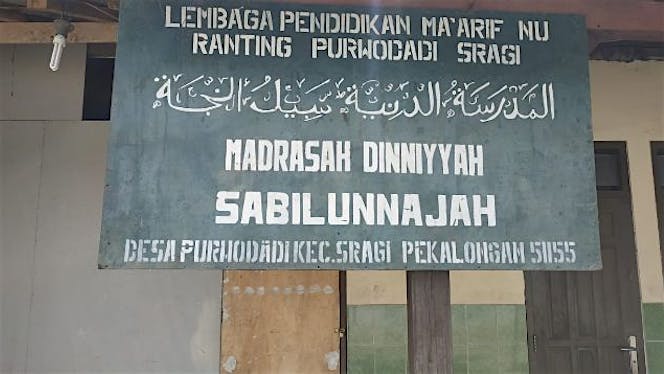 LEMBAGA PENDIDIKAN MA'ARIF NU
RANTING PURWODADI SRAGI
المدرسة الدنية سبيل النجاة
MADRASAH DINNIYYAH
SABILUNNAJAH
DESA PURWODADI KEC.SRAGI PEKALONGAN 51155